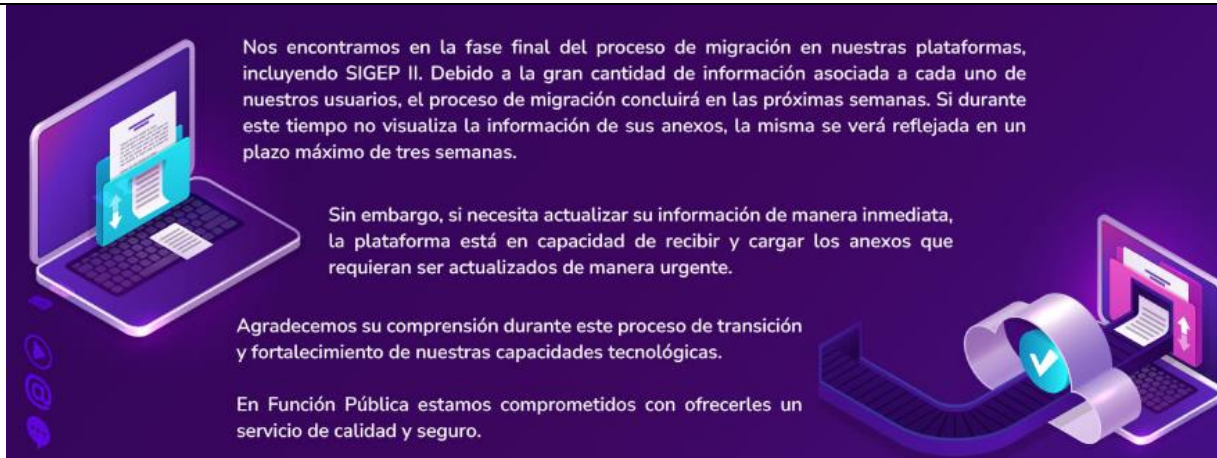 Nos encontramos en la fase final del proceso de migración en nuestras plataformas,
incluyendo SIGEP II. Debido a la gran cantidad de información asociada a cada uno de
nuestros usuarios, el proceso de migración concluirá en las próximas semanas. Si durante
este tiempo no visualiza la información de sus anexos, la misma se verá reflejada en un
plazo máximo de tres semanas.
Sin embargo, si necesita actualizar su información de manera inmediata,
la plataforma está en capacidad de recibir y cargar los anexos que
requieran ser actualizados de manera urgente.
Agradecemos su comprensión durante este proceso de transición
y fortalecimiento de nuestras capacidades tecnológicas.
En Función Pública estamos comprometidos con ofrecerles un
servicio de calidad y seguro.